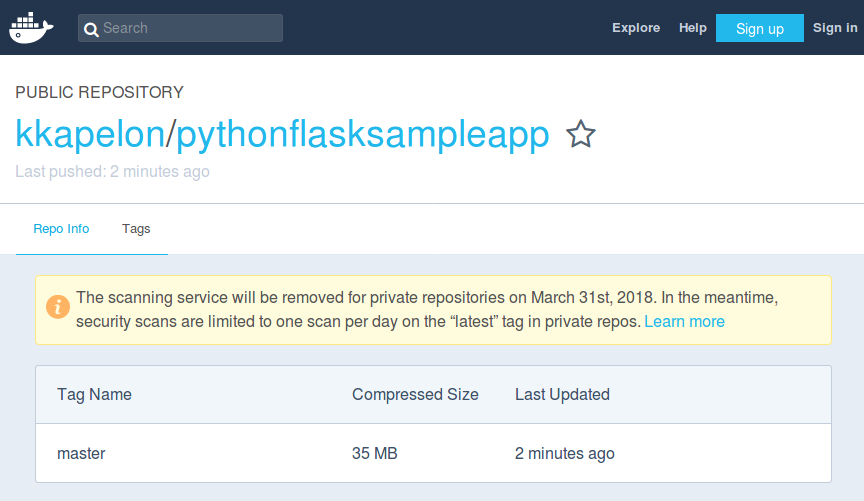 Search
Explore Help Sign up Sign in
PUBLIC REPOSITORY
kkapelon/pythonflasksampleapp
Last pushed: 2 minutes ago
Repo Info Tags
The scanning service will be removed for private repositories on March 31st, 2018. In the meantime,
security scans are limited to one scan per day on the “latest” tag in private repos. Learn more
Tag Name Compressed Size Last Updated
master 35 MB 2 minutes ago